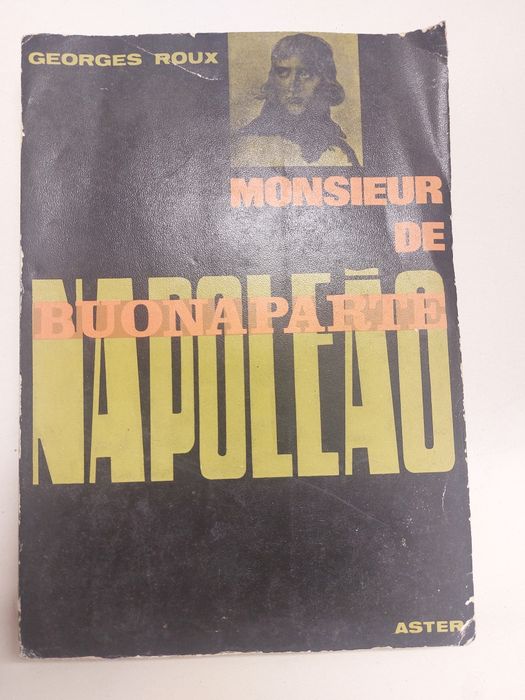 GEORGES ROUX
MONSIEUR
DE
BUONAPARTE
NAPOLEÃO
ASTER